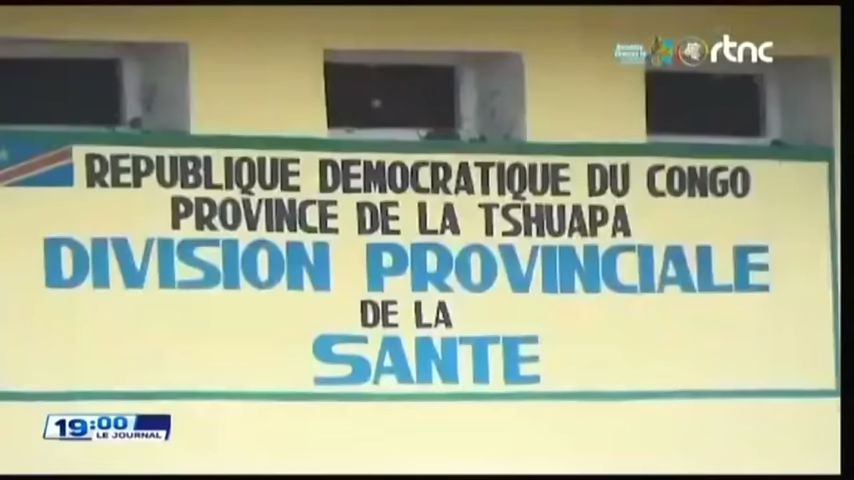 rtnc
REPUBLIQUE DEMOCRATIQUE DU CONGO
PROVINCE DE LA TSHUAPA
DIVISION PROVINCIALE
DE LA
SANTE
19:00
LE JOURNAL